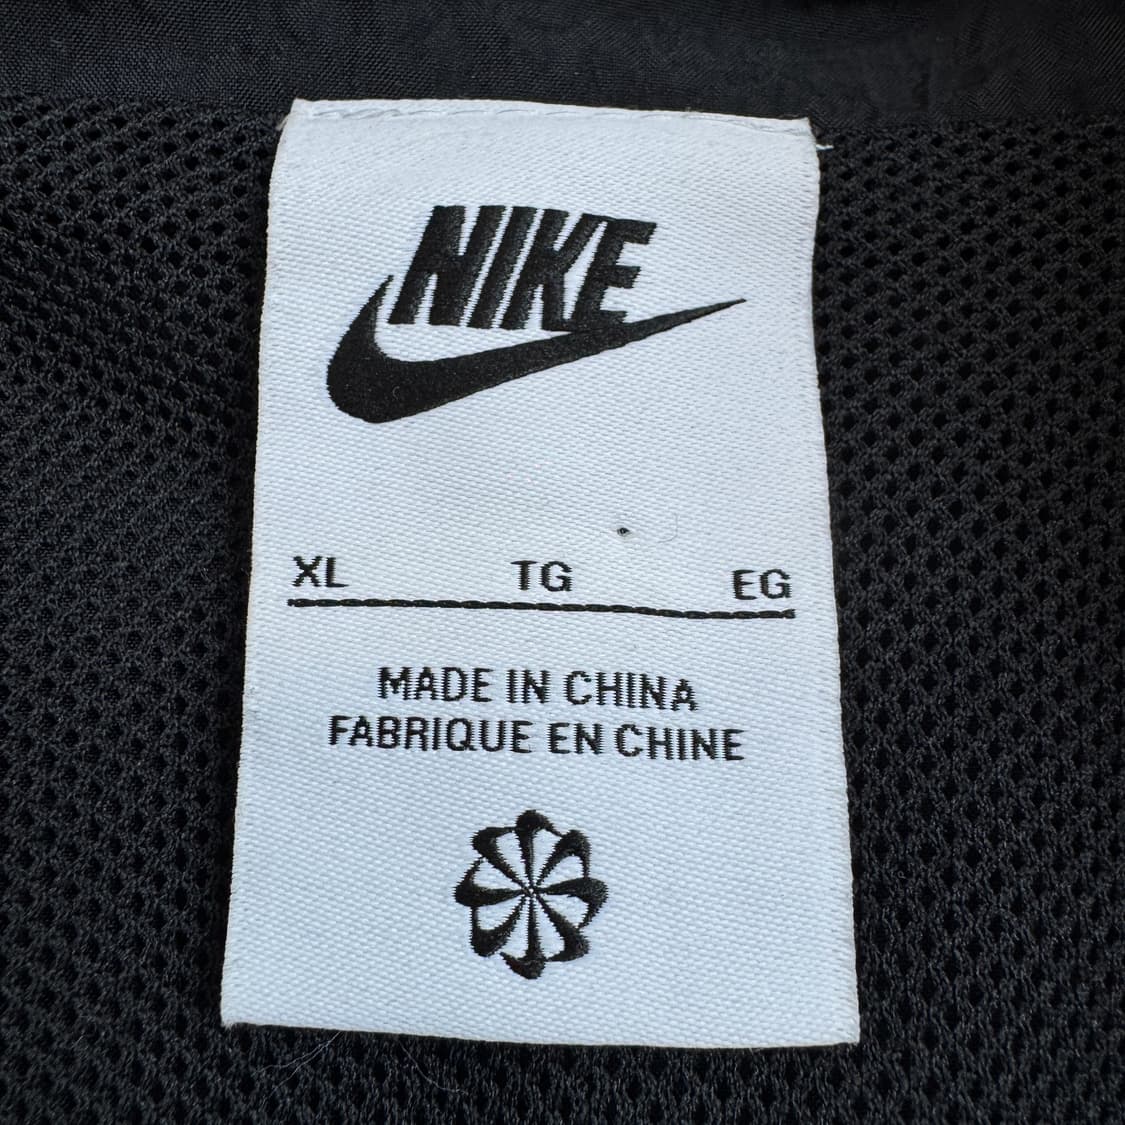 NIKE
XL TG EG
MADE IN CHINA
FABRIQUE EN CHINE